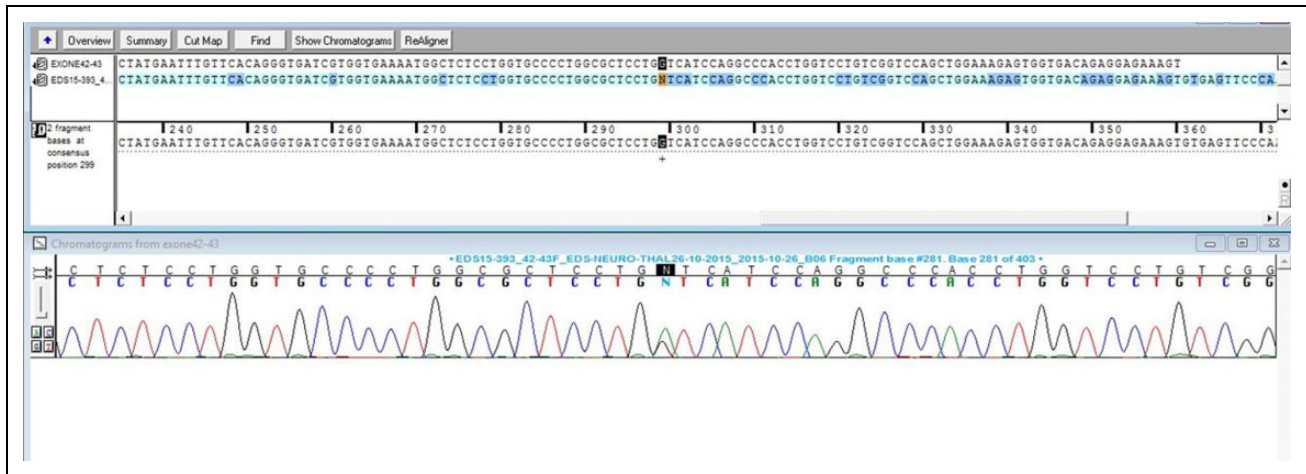 Overview Summary Cut Map Find Show Chromatograms ReAligner
EXONE42-43 CTATGAATTTGTTCACAGGGTGATCGTGGTGAAAATGGCTCTCCTGGTGCCCCTGGCGCTCCTGGTCATCCAGGCCCACCTGGTCCTGTCGGTCCAGCTGGAAAGAGTGGTGACAGAGGAGAAAGT
EDS15-393_4... CTATGAATTTGTTCACAGGGTGATCGTGGTGAAAATGGCTCTCCTGGTGCCCCTGGCGCTCCTGNTCATCCAGGCCCACCTGGTCCTGTCGGTCCAGCTGGAAAGAGTGGTGACAGAGGAGAAAGTGTGAGTTCCCA
2 fragment
bases at
consensus
position 299
240 250 260 270 280 290 300 310 320 330 340 350 360 3
CTATGAATTTGTTCACAGGGTGATCGTGGTGAAAATGGCTCTCCTGGTGCCCCTGGCGCTCCTGGTCATCCAGGCCCACCTGGTCCTGTCGGTCCAGCTGGAAAGAGTGGTGACAGAGGAGAAAGTGTGAGTTCCCA
+
R
Chromatograms from exone42-43
•EDS15-393_42-43F_EDS-NEURO-THAL26-10-2015_2015-10-26_B06 Fragment base #281. Base 281 of 403 •
C T C T C C T G G T G C C C C T G G C G C T C C T G N T C A T C C A G G C C C A C C T G G T C C T G T C G G
C T C T C C T G G T G C C C C T G G C G C T C C T G N T C A T C C A G G C C C A C C T G G T C C T G T C G G
A C
G T